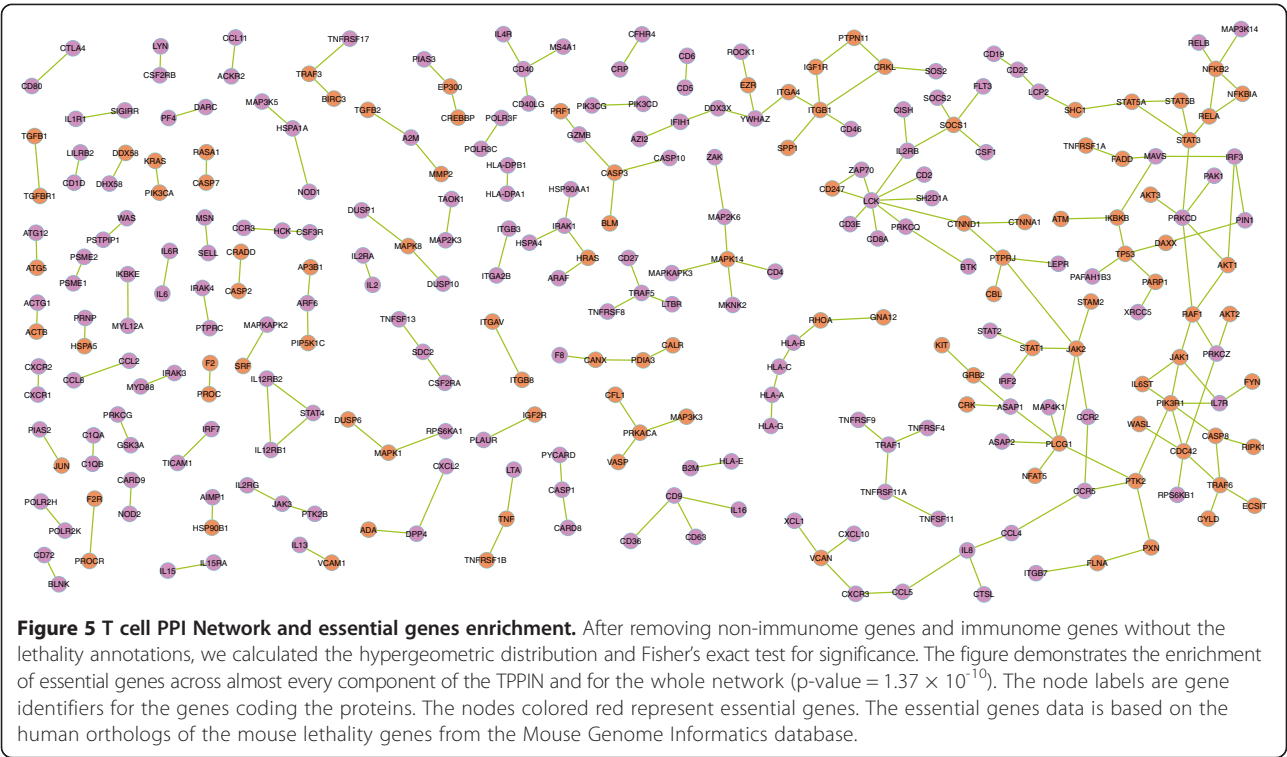 CTLA4
CD80
LYN
CSF2RB
CCL11
ACKR2
TNFRSF17
TRAF3
BIRC3
PIAS3
EP300
CREBBP
IL4R
MS4A1
CD40
CD40LG
CFHR4
CRP
CD6
CD5
ROCK1
EZR
YWHAZ
DDX3X
IFIH1
AZI2
PTPN11
IGF1R
CRKL
SOS2
ITGA4
ITGB1
CD46
SPP1
CD19
CD22
LCP2
SHC1
MAP3K14
RELB
NFKB2
NFKBIA
RELA
STAT5A
STAT5B
STAT3
IL1R1
SIGIRR
PF4
DARC
MAP3K5
HSPA1A
NOD1
TGFB2
A2M
MMP2
POLR3F
POLR3C
PIK3CG
PIK3CD
PRF1
GZMB
CASP3
CASP10
BLM
CISH
SOCS2
FLT3
SOCS1
CSF1
IL2RB
TNFRSF1A
FADD
MAVS
IRF3
TGFB1
TGFBR1
LILRB2
CD1D
DDX58
DHX58
KRAS
PIK3CA
RASA1
CASP7
HLA-DPB1
HLA-DPA1
ZAK
MAP2K6
MAPK14
MAPKAPK3
CD4
MKNK2
ZAP70
CD247
LCK
CD2
SH2D1A
CD3E
CD8A
PRKCQ
BTK
CTNND1
CTNNA1
ATM
IKBKB
AKT3
PAK1
PRKCD
PIN1
DAXX
TP53
PAFAH1B3
PARP1
XRCC5
AKT1
ATG12
ATG5
WAS
PSTPIP1
PSME2
PSME1
MSN
SELL
CCR3
HCK
CSF3R
CRADD
CASP2
DUSP1
MAPK8
DUSP10
TAOK1
MAP2K3
HSP90AA1
IRAK1
HSPA4
HRAS
ARAF
ITGB3
ITGA2B
CD27
TRAF5
LTBR
TNFRSF8
PTPRJ
LEPR
CBL
IKBKE
MYL12A
IL6R
IL6
IRAK4
PTPRC
AP3B1
ARF6
PIP5K1C
IL2RA
IL2
ACTG1
ACTB
PRNP
HSPA5
MAPKAPK2
SRF
TNFSF13
SDC2
CSF2RA
ITGAV
ITGB8
F8
CANX
PDIA3
CALR
RHOA
GNA12
HLA-B
HLA-C
HLA-A
HLA-G
STAM2
STAT2
STAT1
IRF2
JAK2
RAF1
AKT2
JAK1
PRKCZ
CXCR2
CXCR1
CCL8
CCL2
MYD88
IRAK3
F2
PROC
IL12RB2
STAT4
IL12RB1
KIT
GRB2
CRK
ASAP1
MAP4K1
CCR2
ASAP2
PLCG1
NFAT5
IL6ST
PIK3R1
IL7R
FYN
WASL
CDC42
CASP8
RIPK1
RPS6KB1
TRAF6
ECSIT
CYLD
PIAS2
JUN
PRKCG
GSK3A
C1QA
C1QB
IRF7
TICAM1
DUSP6
MAPK1
RPS6KA1
IGF2R
PLAUR
CFL1
PRKACA
MAP3K3
VASP
TNFRSF9
TRAF1
TNFRSF4
TNFRSF11A
TNFSF11
CCR5
PTK2
PXN
FLNA
ITGB7
POLR2H
POLR2K
CARD9
NOD2
F2R
PROCR
AIMP1
HSP90B1
IL2RG
JAK3
PTK2B
CXCL2
ADA
DPP4
LTA
TNF
TNFRSF1B
PYCARD
CASP1
CARD8
B2M
HLA-E
CD9
IL16
CD36
CD63
XCL1
CXCL10
VCAN
CXCR3
CCL5
IL8
CCL4
CTSL
CD72
BLNK
IL15
IL15RA
IL13
VCAM1
Figure 5 T cell PPI Network and essential genes enrichment. After removing non-immunome genes and immunome genes without the
lethality annotations, we calculated the hypergeometric distribution and Fisher's exact test for significance. The figure demonstrates the enrichment
of essential genes across almost every component of the TPPIN and for the whole network (p-value = 1.37 × 10⁻¹⁰). The node labels are gene
identifiers for the genes coding the proteins. The nodes colored red represent essential genes. The essential genes data is based on the
human orthologs of the mouse lethality genes from the Mouse Genome Informatics database.